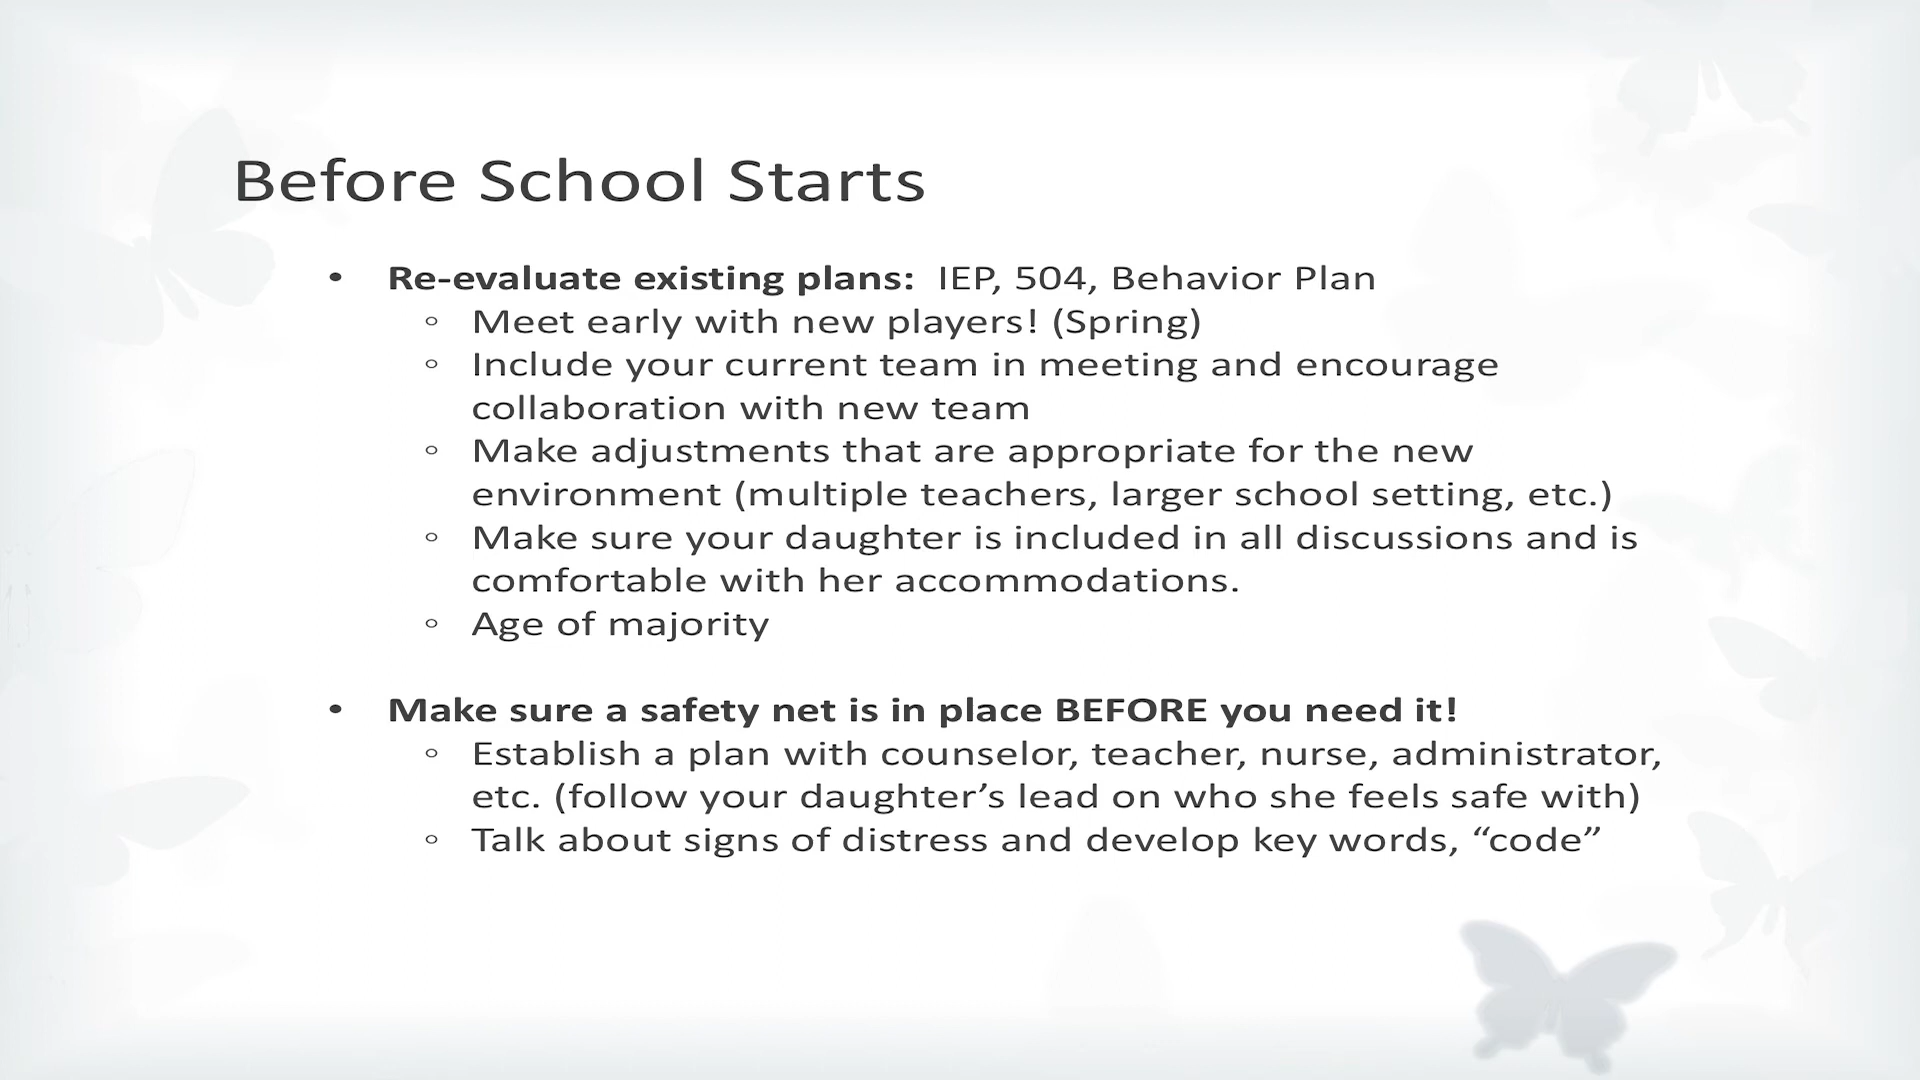 Before School Starts
• Re-evaluate existing plans:  IEP, 504, Behavior Plan
◦ Meet early with new players! (Spring)
◦ Include your current team in meeting and encourage
collaboration with new team
◦ Make adjustments that are appropriate for the new
environment (multiple teachers, larger school setting, etc.)
◦ Make sure your daughter is included in all discussions and is
comfortable with her accommodations.
◦ Age of majority
• Make sure a safety net is in place BEFORE you need it!
◦ Establish a plan with counselor, teacher, nurse, administrator,
etc. (follow your daughter’s lead on who she feels safe with)
◦ Talk about signs of distress and develop key words, “code”